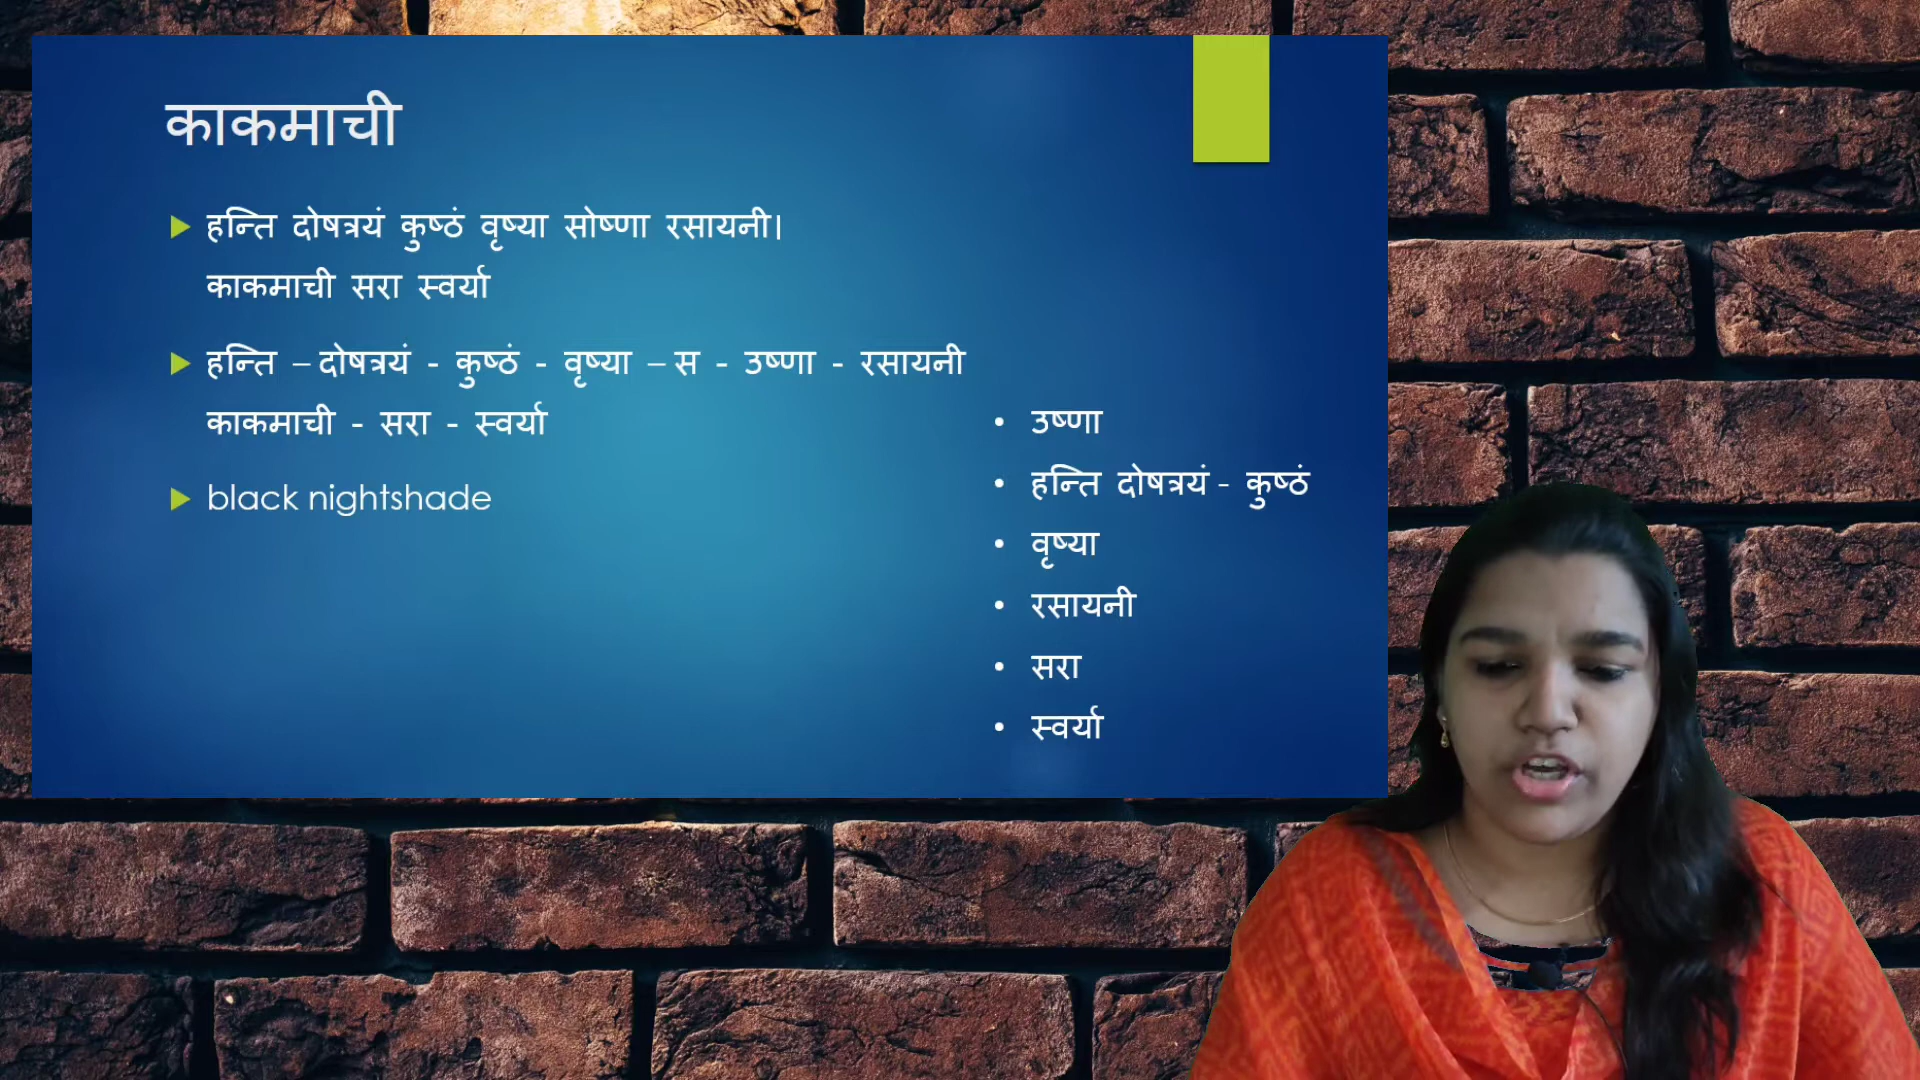 काकमाची
हन्ति दोषत्रयं कुष्ठं वृष्या सोष्णा रसायनी।
काकमाची सरा स्वर्या
हन्ति – दोषत्रयं - कुष्ठं - वृष्या – स - उष्णा - रसायनी
काकमाची - सरा - स्वर्या
black nightshade
• उष्णा
• हन्ति दोषत्रयं - कुष्ठं
• वृष्या
• रसायनी
• सरा
• स्वर्या